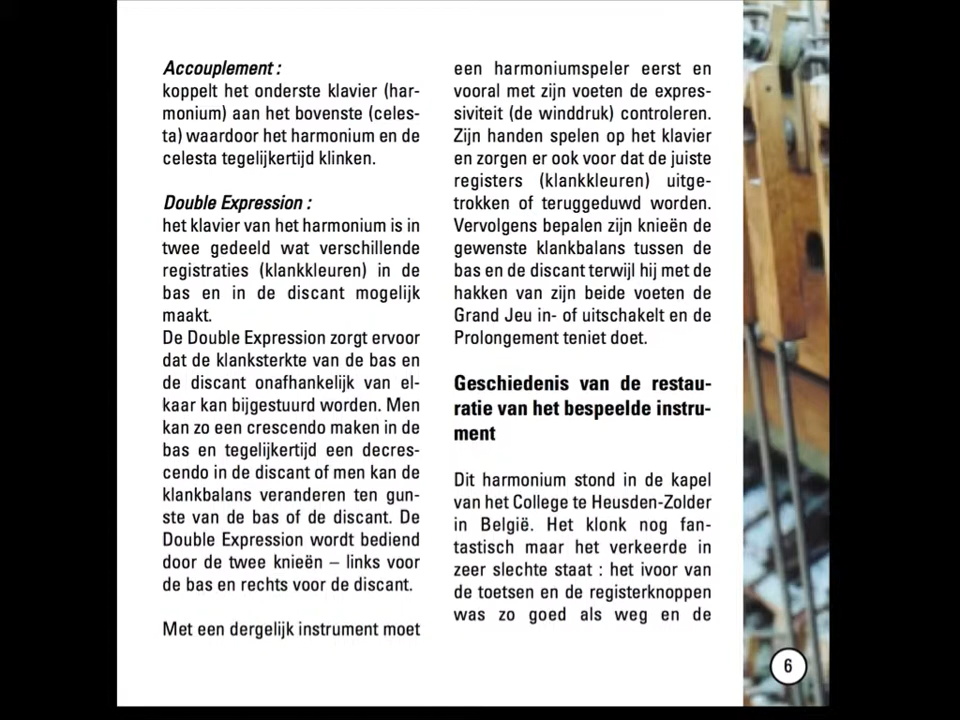 Accouplement :
koppelt het onderste klavier (har-
monium) aan het bovenste (celes-
ta) waardoor het harmonium en de
celesta tegelijkertijd klinken.
Double Expression :
het klavier van het harmonium is in
twee gedeeld wat verschillende
registraties (klankkleuren) in de
bas en in de discant mogelijk
maakt.
De Double Expression zorgt ervoor
dat de klanksterkte van de bas en
de discant onafhankelijk van el-
kaar kan bijgestuurd worden. Men
kan zo een crescendo maken in de
bas en tegelijkertijd een decres-
cendo in de discant of men kan de
klankbalans veranderen ten gun-
ste van de bas of de discant. De
Double Expression wordt bediend
door de twee knieën – links voor
de bas en rechts voor de discant.
Met een dergelijk instrument moet
een harmoniumspeler eerst en
vooral met zijn voeten de expres-
siviteit (de winddruk) controleren.
Zijn handen spelen op het klavier
en zorgen er ook voor dat de juiste
registers (klankkleuren) uitge-
trokken of teruggeduwd worden.
Vervolgens bepalen zijn knieën de
gewenste klankbalans tussen de
bas en de discant terwijl hij met de
hakken van zijn beide voeten de
Grand Jeu in- of uitschakelt en de
Prolongement teniet doet.
Geschiedenis van de restau-
ratie van het bespeelde instru-
ment
Dit harmonium stond in de kapel
van het College te Heusden-Zolder
in België. Het klonk nog fan-
tastisch maar het verkeerde in
zeer slechte staat : het ivoor van
de toetsen en de registerknoppen
was zo goed als weg en de
6